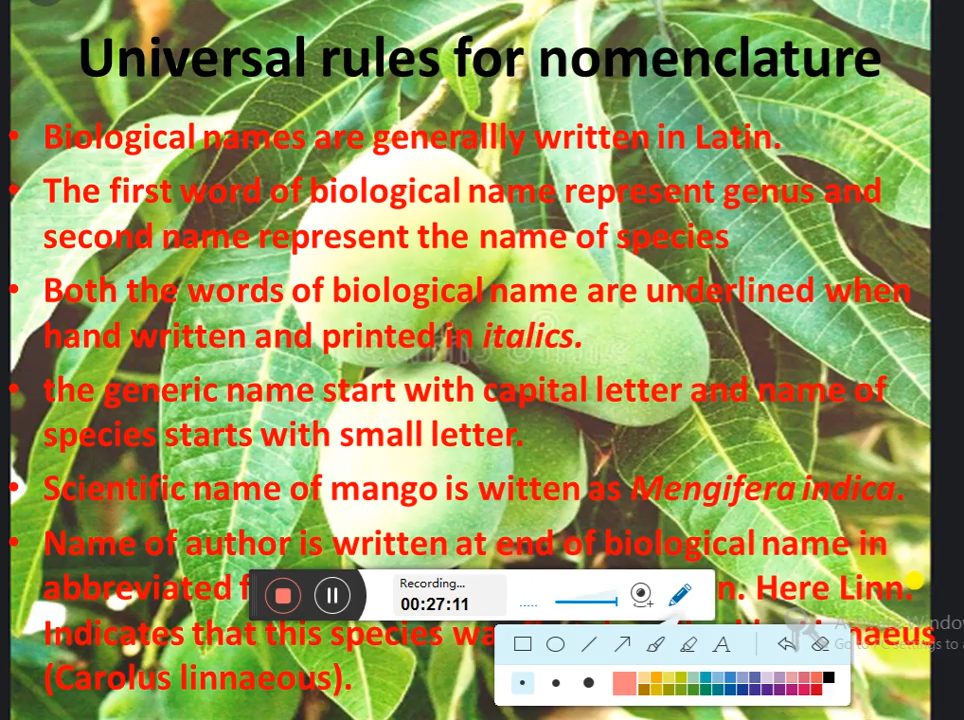 Universal rules for nomenclature
• Biological names are generallly written in Latin.
• The first word of biological name represent genus and
second name represent the name of species
• Both the words of biological name are underlined when
hand written and printed in italics.
• the generic name start with capital letter and name of
species starts with small letter.
• Scientific name of mango is witten as Mengifera indica.
• Name of author is written at end of biological name in
abbreviated n. Here Linn.
Indicates that this species
(Carolus linnaeous).
Recording...
00:27:11
A